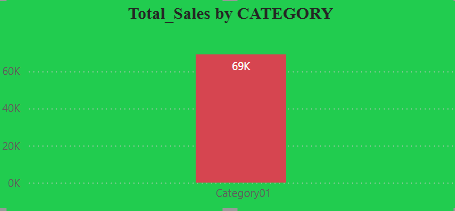 Total_Sales by CATEGORY
69K
60K
40K
20K
0K
Category01